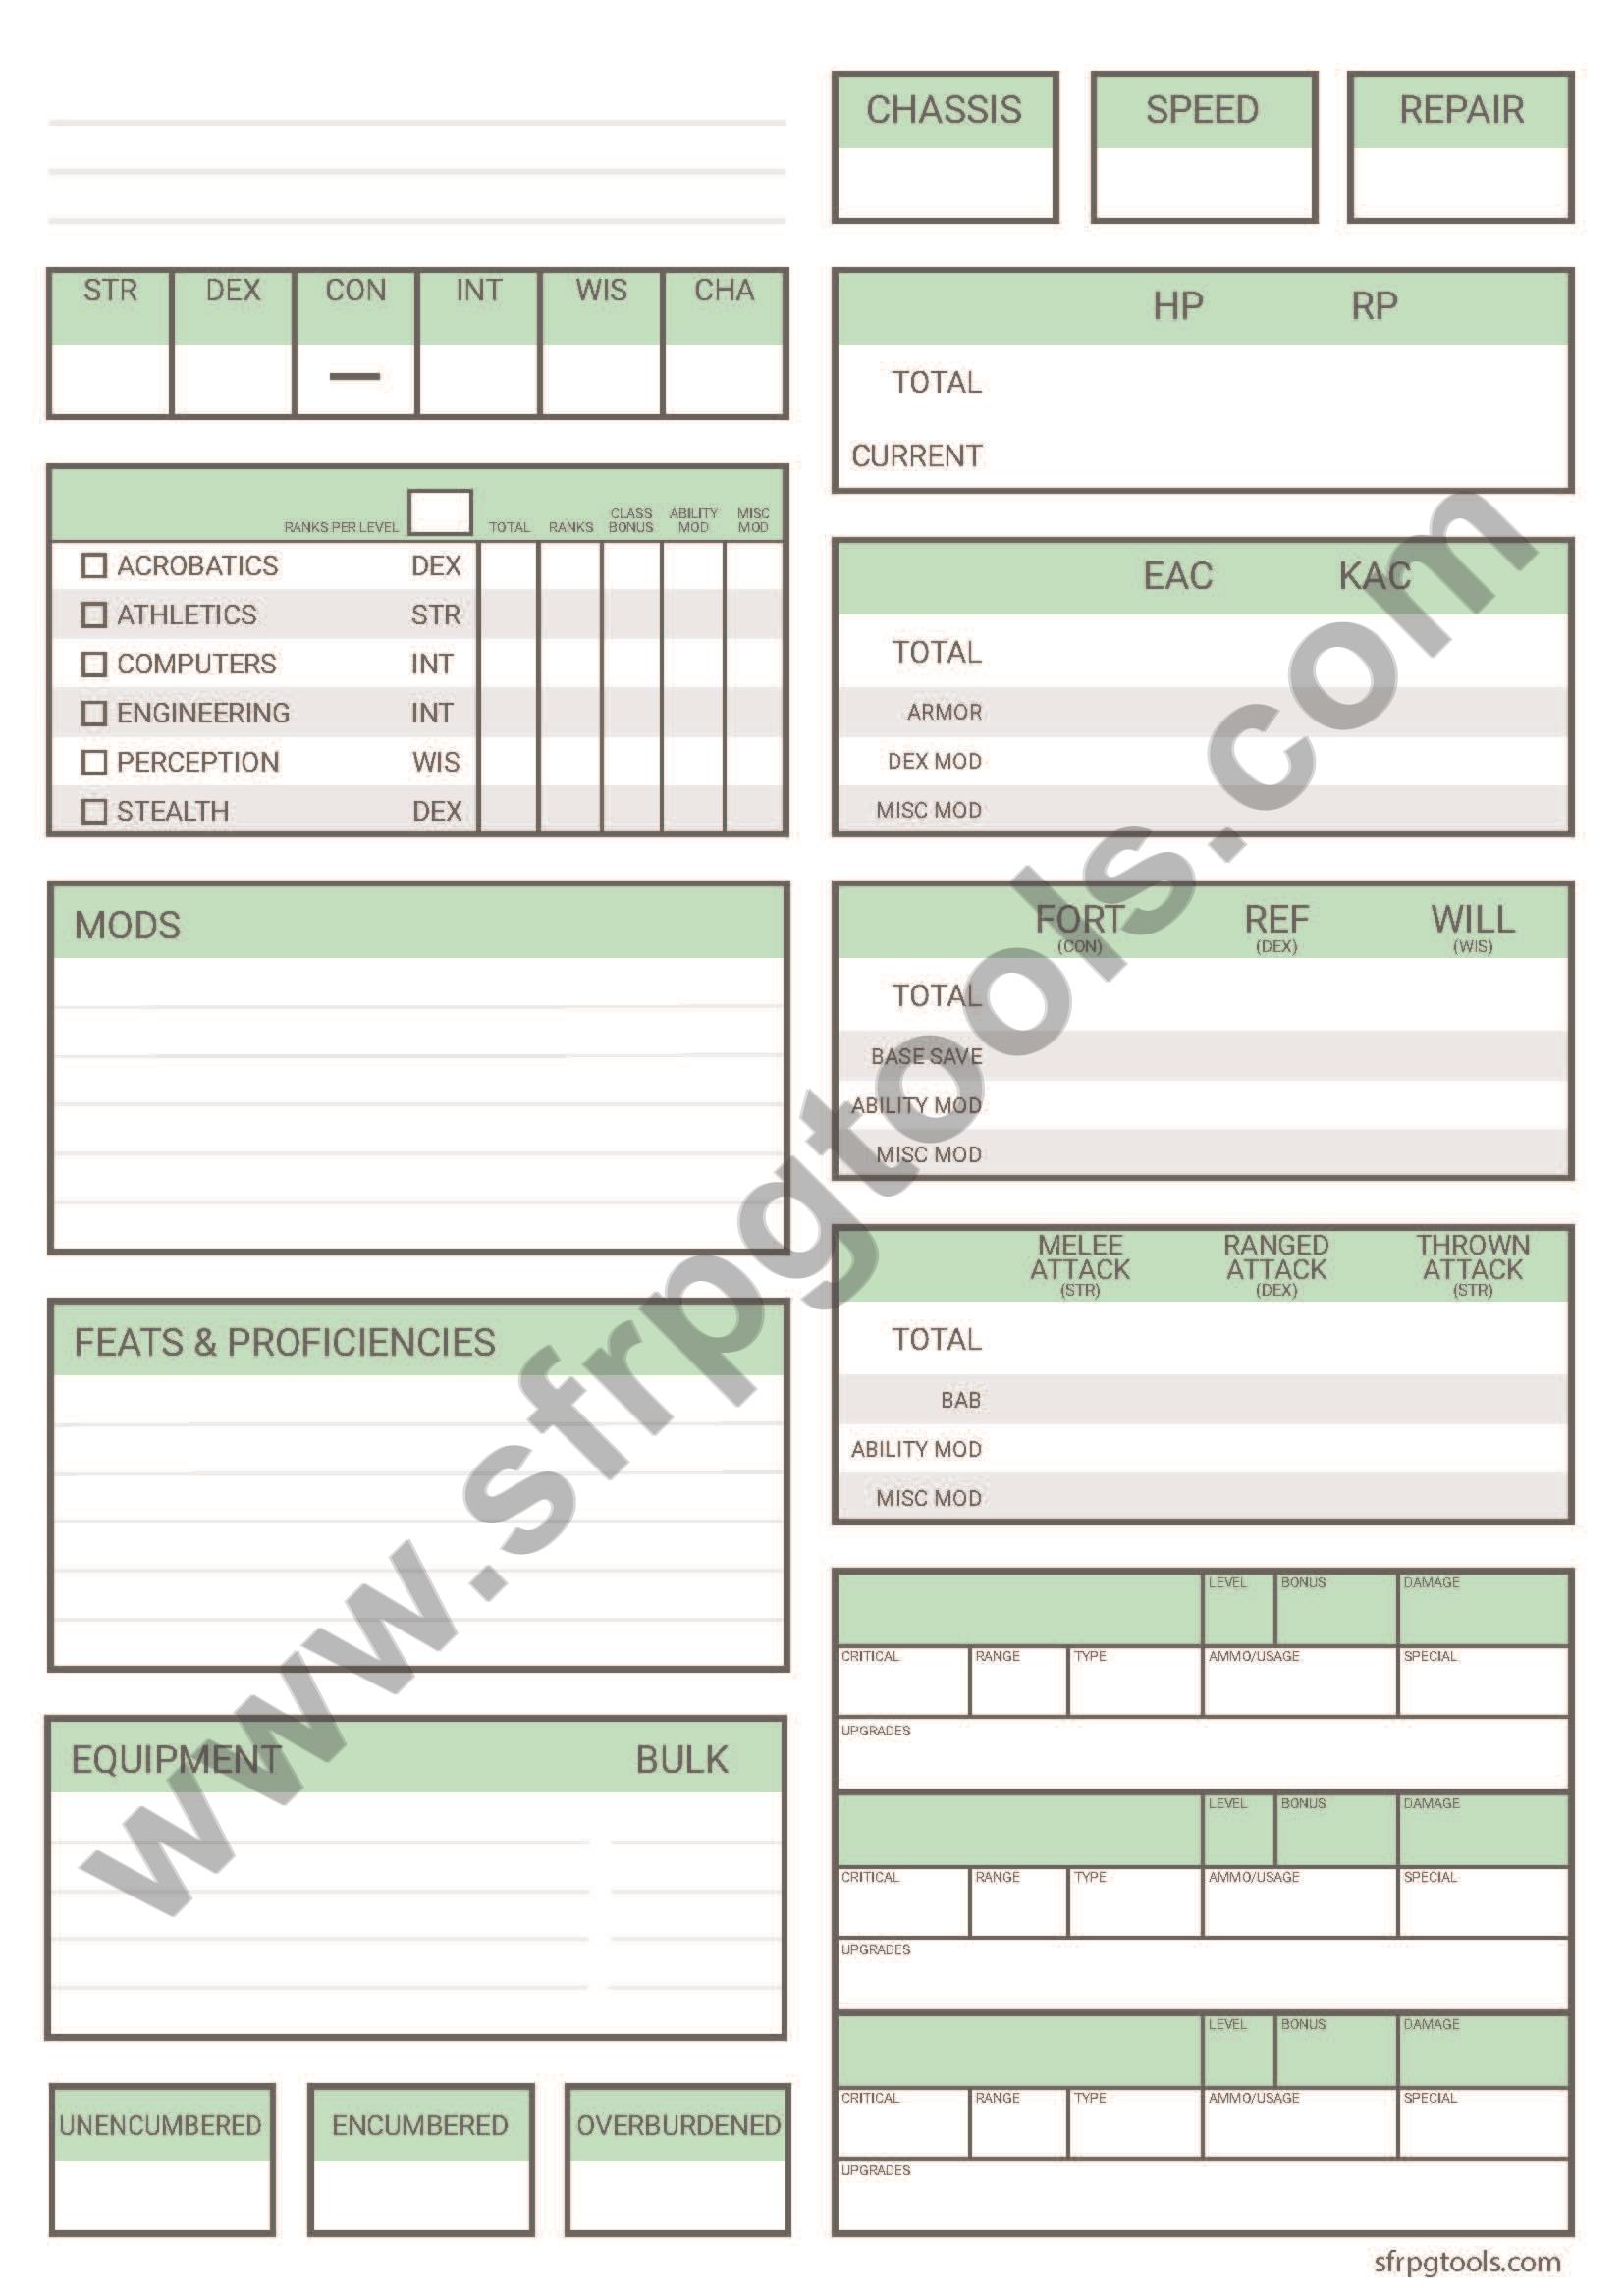 CHASSIS SPEED REPAIR
STR DEX CON INT WIS CHA
—
HP RP
TOTAL
CURRENT
RANKS PER LEVEL TOTAL RANKS CLASS BONUS ABILITY MOD MISC MOD
ACROBATICS DEX
ATHLETICS STR
COMPUTERS INT
ENGINEERING INT
PERCEPTION WIS
STEALTH DEX
EAC KAC
TOTAL
ARMOR
DEX MOD
MISC MOD
MODS
FORT REF WILL
(CON) (DEX) (WIS)
TOTAL
BASE SAVE
ABILITY MOD
MISC MOD
FEATS & PROFICIENCIES
MELEE RANGED THROWN
ATTACK ATTACK ATTACK
(STR) (DEX) (STR)
TOTAL
BAB
ABILITY MOD
MISC MOD
EQUIPMENT BULK
UNENCUMBERED ENCUMBERED OVERBURDENED
LEVEL BONUS DAMAGE
CRITICAL RANGE TYPE AMMO/USAGE SPECIAL
UPGRADES
LEVEL BONUS DAMAGE
CRITICAL RANGE TYPE AMMO/USAGE SPECIAL
UPGRADES
LEVEL BONUS DAMAGE
CRITICAL RANGE TYPE AMMO/USAGE SPECIAL
UPGRADES
sfrpgtools.com
www.sfrpgtools.com